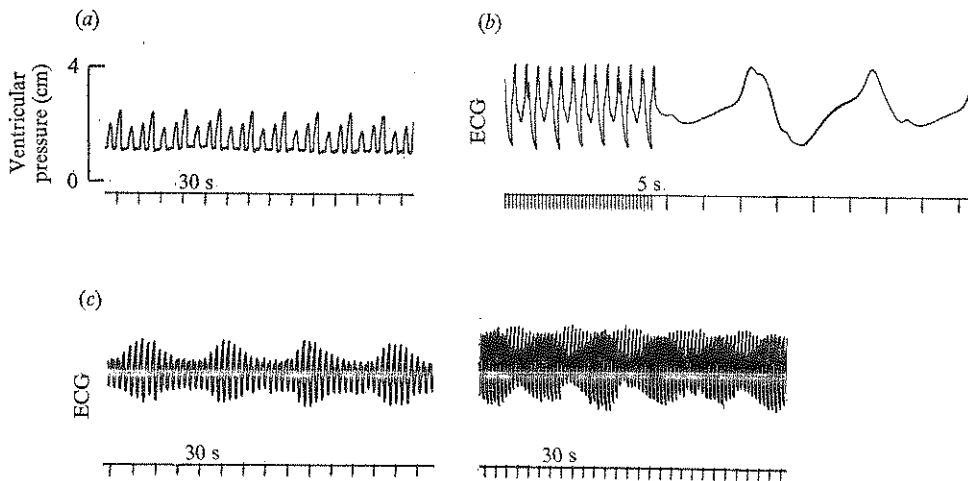 (a)
4
Ventricular
pressure (cm)
0
30 s
(b)
ECG
5 s
(c)
ECG
30 s
30 s